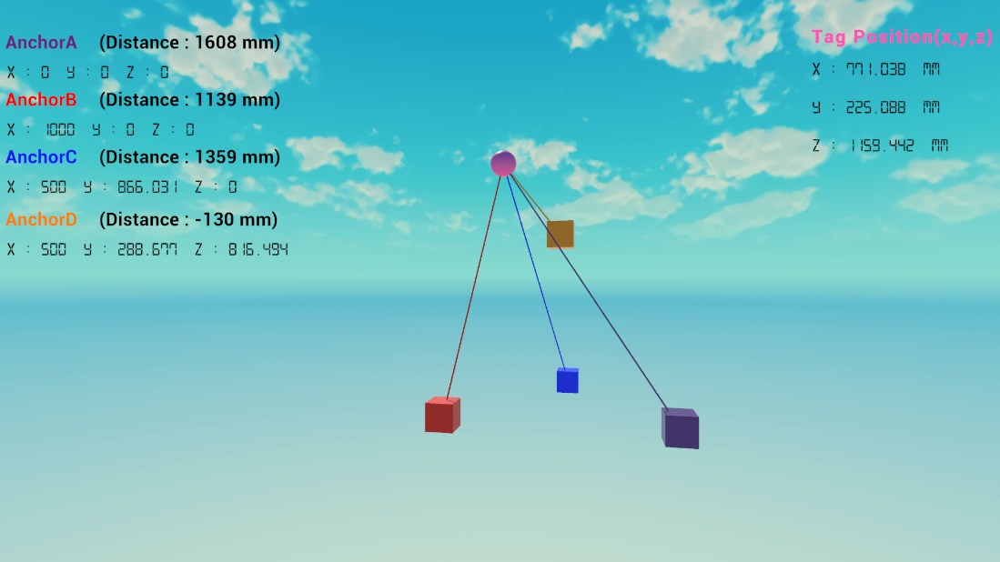 AnchorA (Distance : 1608 mm)
X : 0 Y : 0 Z : 0
AnchorB (Distance : 1139 mm)
X : 1000 Y : 0 Z : 0
AnchorC (Distance : 1359 mm)
X : 500 Y : 866.031 Z : 0
AnchorD (Distance : -130 mm)
X : 500 Y : 288.677 Z : 816.494
Tag Position(x,y,z)
X : 771.038 mm
Y : 225.088 mm
Z : 1159.442 mm